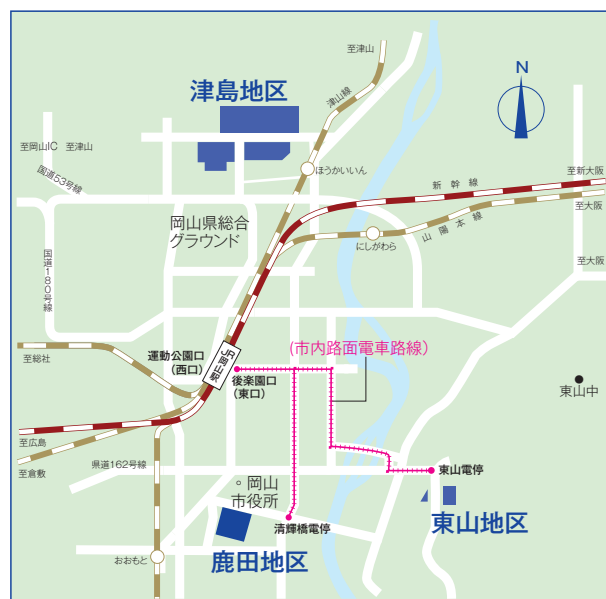 至津山
N
津島地区
津山線
至岡山IC 至津山
国道53号線
ほうかいいん
新幹線
至新大阪
至大阪
岡山県総合
グラウンド
にしがわら
山陽本線
至大阪
国道180号線
至総社
運動公園口
(西口)
JR岡山駅
(市内路面電車路線)
後楽園口
(東口)
東山中
至広島
至倉敷
県道162号線
岡山
市役所
東山電停
清輝橋電停
東山地区
おおもと
鹿田地区